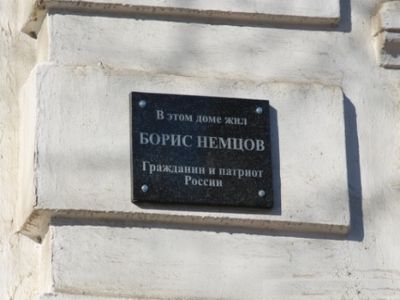 В этом доме жил
БОРИС НЕМЦОВ
Гражданин и патриот
России